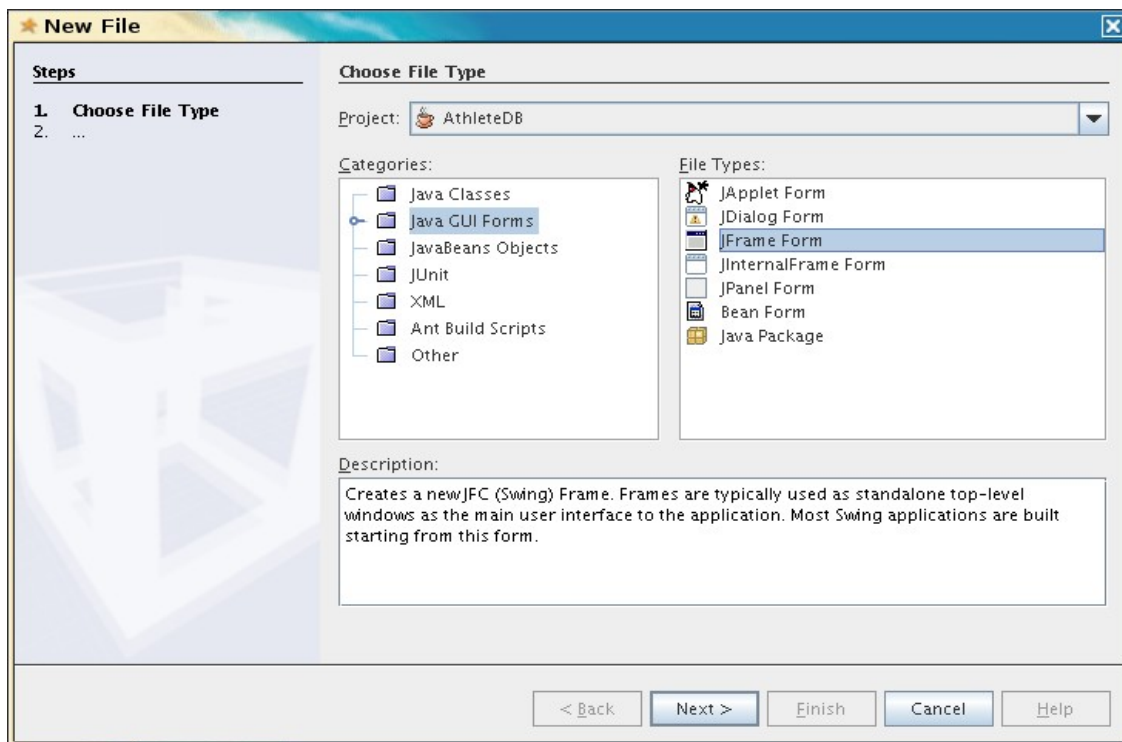 New File
Steps
1. Choose File Type
2. ...
Choose File Type
Project: AthleteDB
Categories:
Java Classes
Java GUI Forms
JavaBeans Objects
JUnit
XML
Ant Build Scripts
Other
File Types:
JApplet Form
JDialog Form
JFrame Form
JInternalFrame Form
JPanel Form
Bean Form
Java Package
Description:
Creates a new JFC (Swing) Frame. Frames are typically used as standalone top-level
windows as the main user interface to the application. Most Swing applications are built
starting from this form.
< Back
Next >
Finish
Cancel
Help